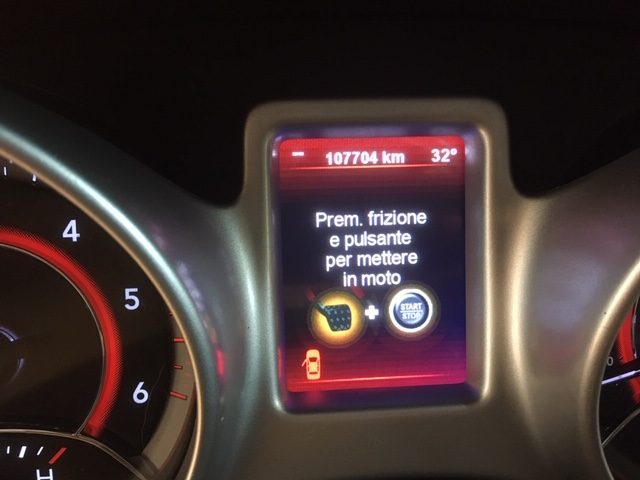 107704 km 32°
Prem. frizione
e pulsante
per mettere
in moto
START
STOP
4
5
6
H